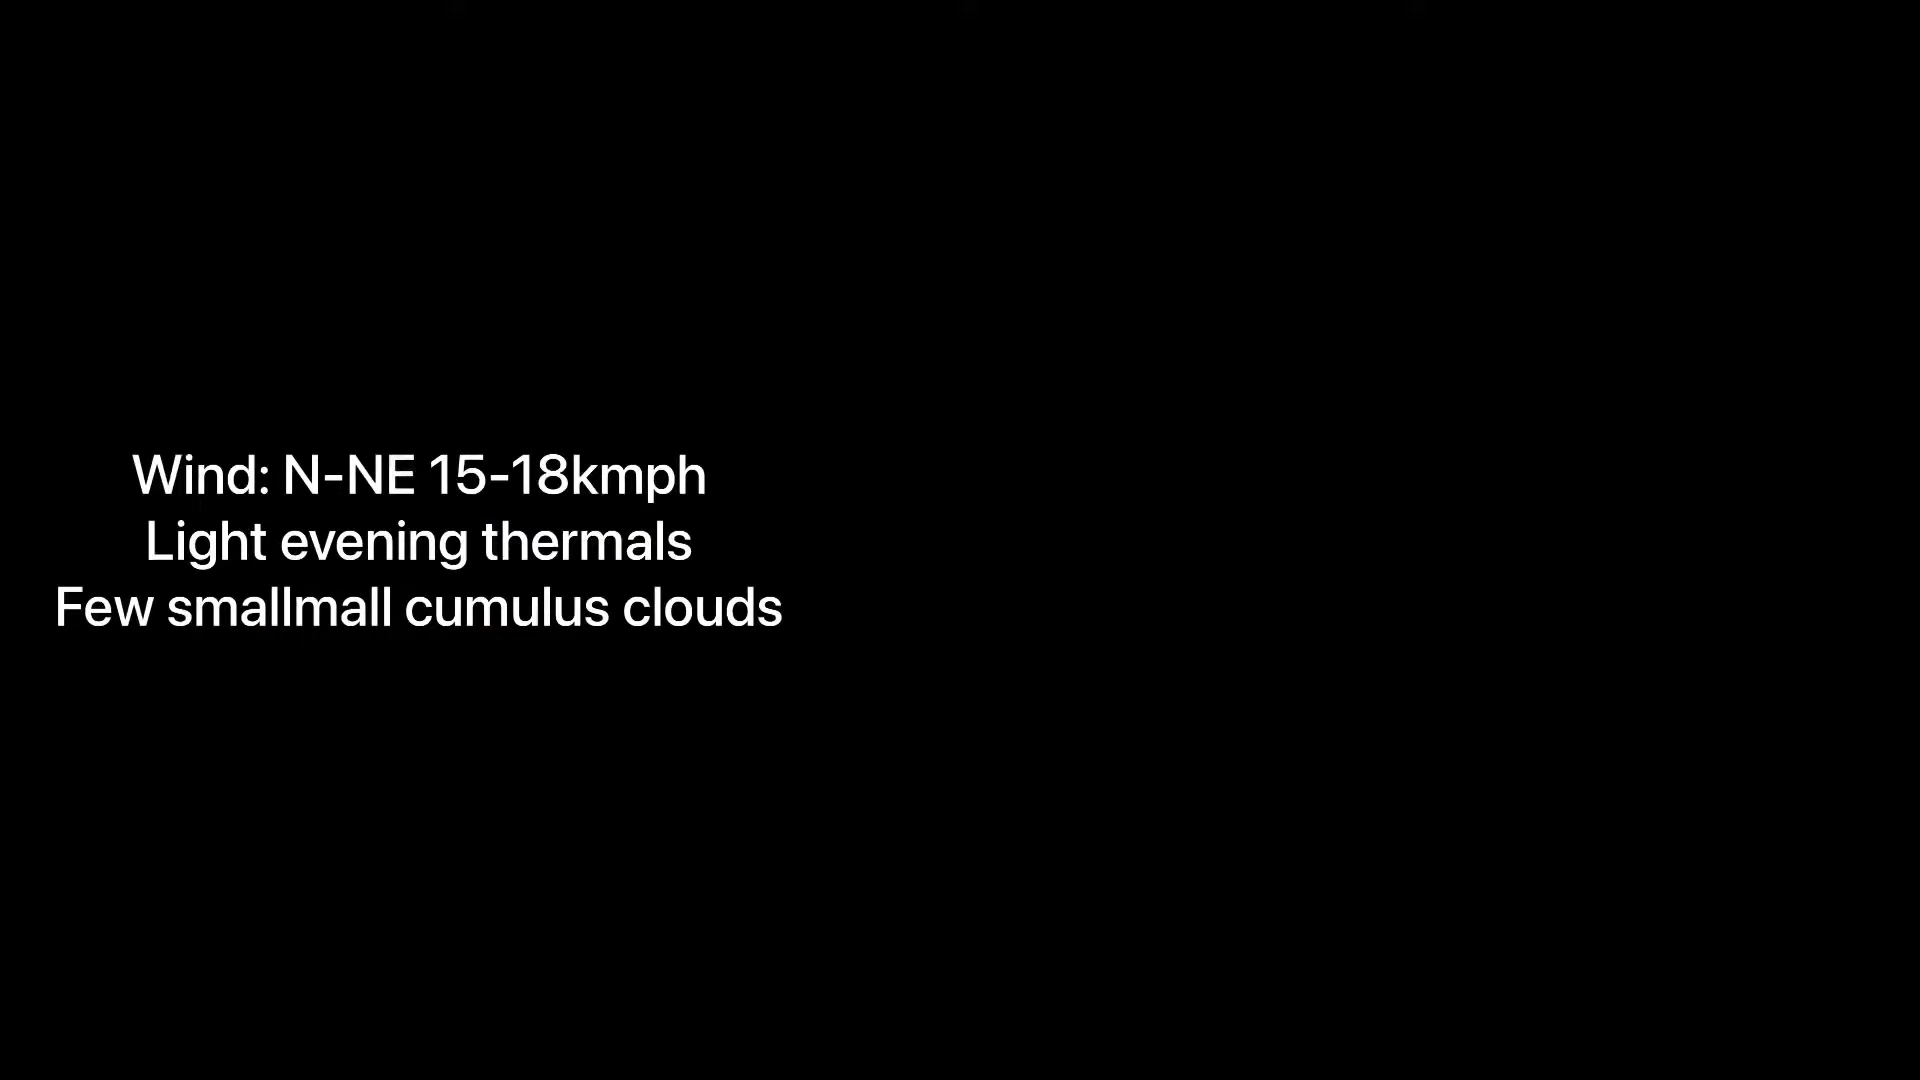 Wind: N-NE 15-18kmph
Light evening thermals
Few smallmall cumulus clouds